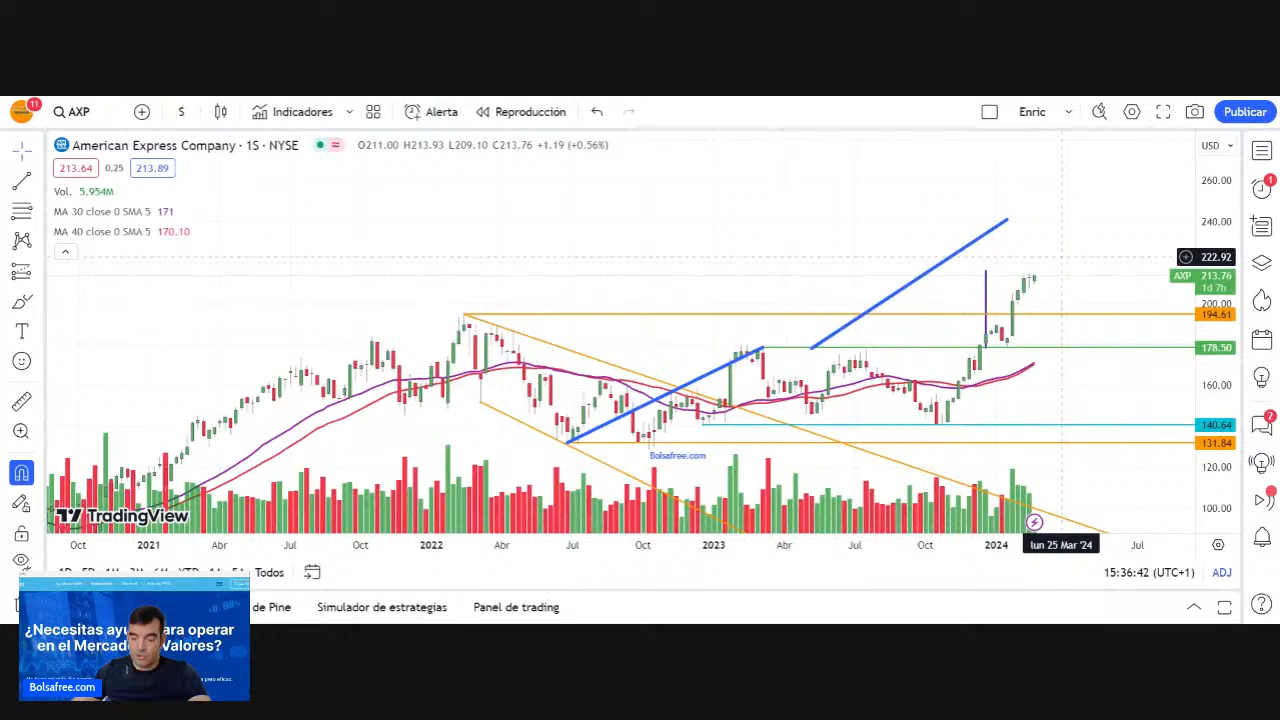 11
AXP
S
Indicadores
Alerta
Reproducción
Enric
Publicar
American Express Company · 1S · NYSE
O211.00 H213.93 L209.10 C213.76 +1.19 (+0.56%)
USD
213.64 0.25 213.89
Vol. 5.954M
MA 30 close 0 SMA 5 171
MA 40 close 0 SMA 5 170.10
260.00
240.00
222.92
AXP 213.76
1d 7h
200.00
194.61
178.50
160.00
140.64
131.84
120.00
100.00
1
2
Bolsafree.com
TradingView
Oct 2021 Abr Jul Oct 2022 Abr Jul Oct 2023 Abr Jul Oct 2024 lun 25 Mar '24 Jul
Todos
15:36:42 (UTC+1) ADJ
de Pine Simulador de estrategias Panel de trading
¿Necesitas ayu para operar
en el Mercado Valores?
Bolsafree.com